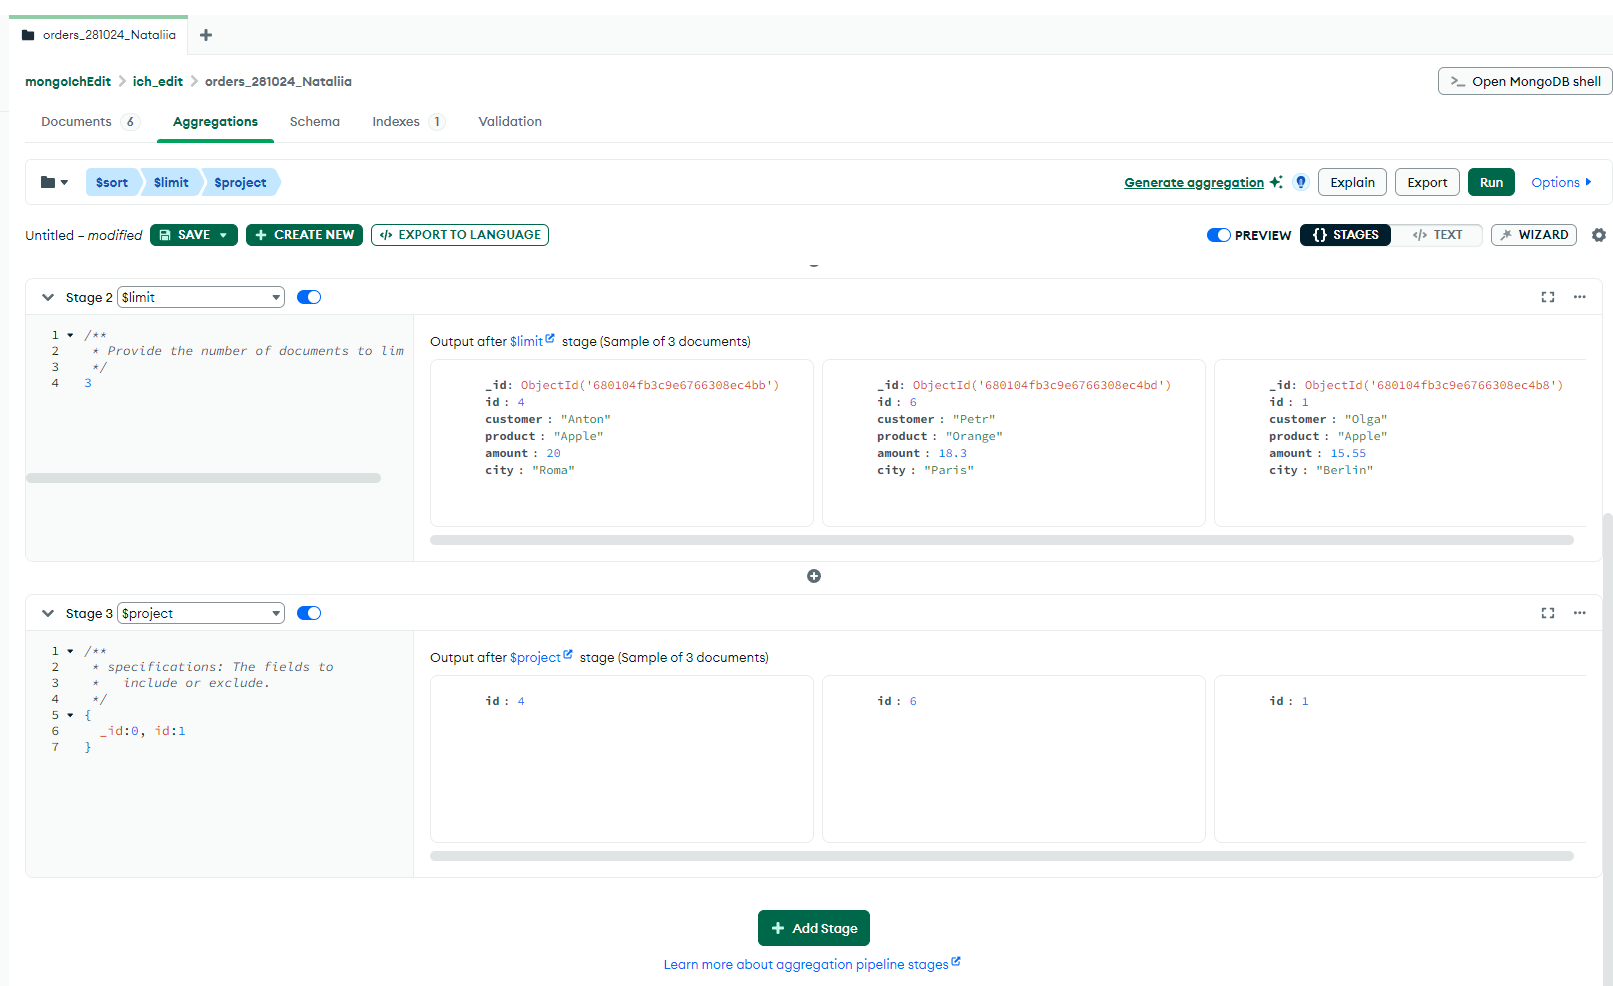 orders_281024_Nataliia
mongoIchEdit > ich_edit > orders_281024_Nataliia
>_ Open MongoDB shell
Documents 6 Aggregations Schema Indexes 1 Validation
$sort $limit $project Generate aggregation Explain Export Run Options
Untitled – modified SAVE + CREATE NEW </> EXPORT TO LANGUAGE PREVIEW {} STAGES </> TEXT WIZARD
Stage 2 $limit
1 /**
2 * Provide the number of documents to lim
3 */
4 3
Output after $limit stage (Sample of 3 documents)
_id: ObjectId('680104fb3c9e6766308ec4bb')
id : 4
customer : "Anton"
product : "Apple"
amount : 20
city : "Roma"
_id: ObjectId('680104fb3c9e6766308ec4bd')
id : 6
customer : "Petr"
product : "Orange"
amount : 18.3
city : "Paris"
_id: ObjectId('680104fb3c9e6766308ec4b8')
id : 1
customer : "Olga"
product : "Apple"
amount : 15.55
city : "Berlin"
Stage 3 $project
1 /**
2 * specifications: The fields to
3 *   include or exclude.
4 */
5 {
6 _id:0, id:1
7 }
Output after $project stage (Sample of 3 documents)
id : 4
id : 6
id : 1
+ Add Stage
Learn more about aggregation pipeline stages